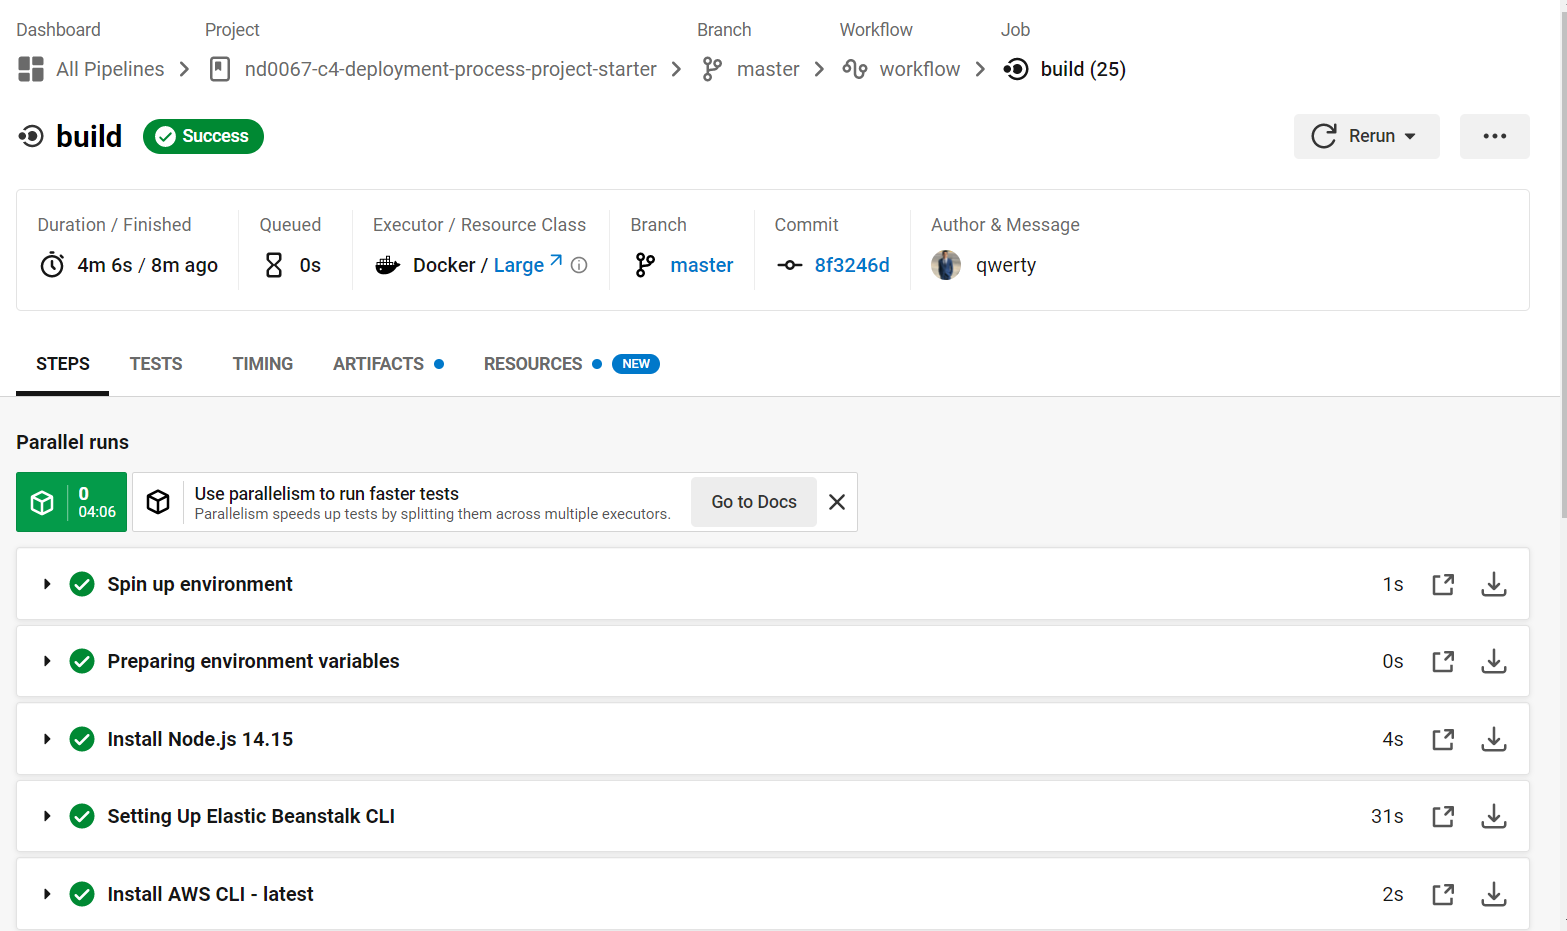 Dashboard Project Branch Workflow Job
All Pipelines nd0067-c4-deployment-process-project-starter master workflow build (25)
build Success Rerun
Duration / Finished Queued Executor / Resource Class Branch Commit Author & Message
4m 6s / 8m ago 0s Docker / Large master 8f3246d qwerty
STEPS TESTS TIMING ARTIFACTS RESOURCES NEW
Parallel runs
0
04:06
Use parallelism to run faster tests
Parallelism speeds up tests by splitting them across multiple executors.
Go to Docs
Spin up environment 1s
Preparing environment variables 0s
Install Node.js 14.15 4s
Setting Up Elastic Beanstalk CLI 31s
Install AWS CLI - latest 2s